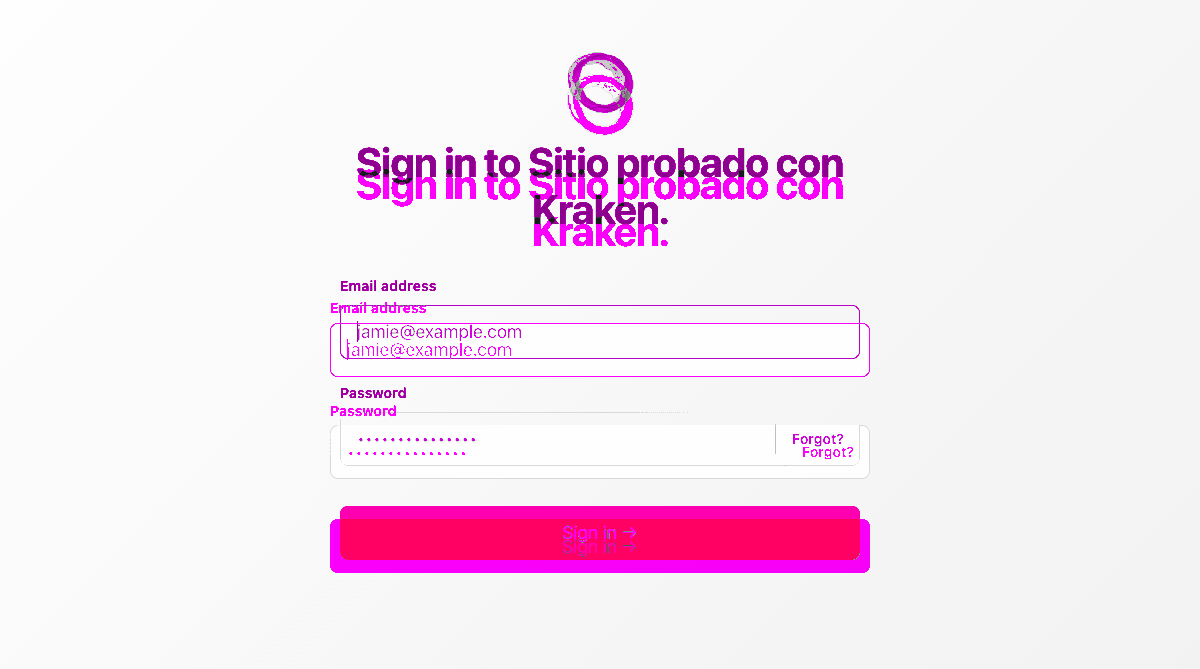 Sign in to Sitio probado con
Sign in to Sitio probado con
Kraken.
Kraken.
Email address
Email address
jamie@example.com
jamie@example.com
Password
Password
•••••••••••••••
Forgot?
•••••••••••••••
Forgot?
Sign in →
Sign in →